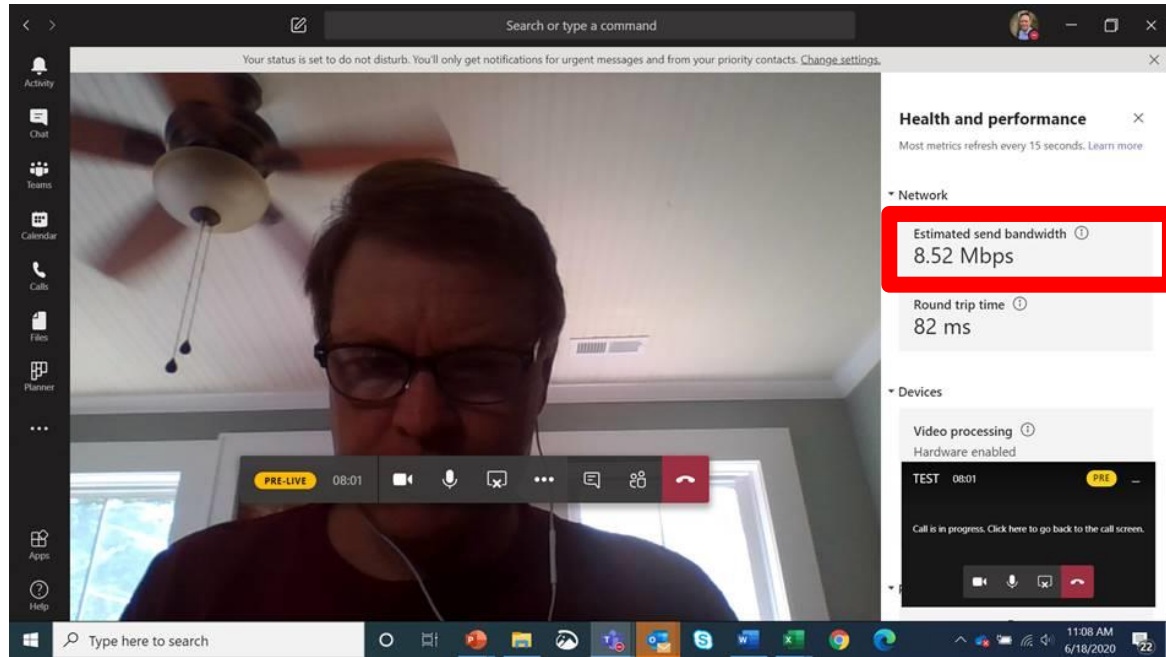 Search or type a command
Your status is set to do not disturb. You'll only get notifications for urgent messages and from your priority contacts. Change settings.
Activity
Chat
Teams
Calendar
Calls
Files
Planner
Apps
Help
PRE-LIVE 08:01
Health and performance
Most metrics refresh every 15 seconds. Learn more
Network
Estimated send bandwidth
8.52 Mbps
Round trip time
82 ms
Devices
Video processing
Hardware enabled
TEST 08:01 PRE
Call is in progress. Click here to go back to the call screen.
Type here to search
11:08 AM
6/18/2020
22